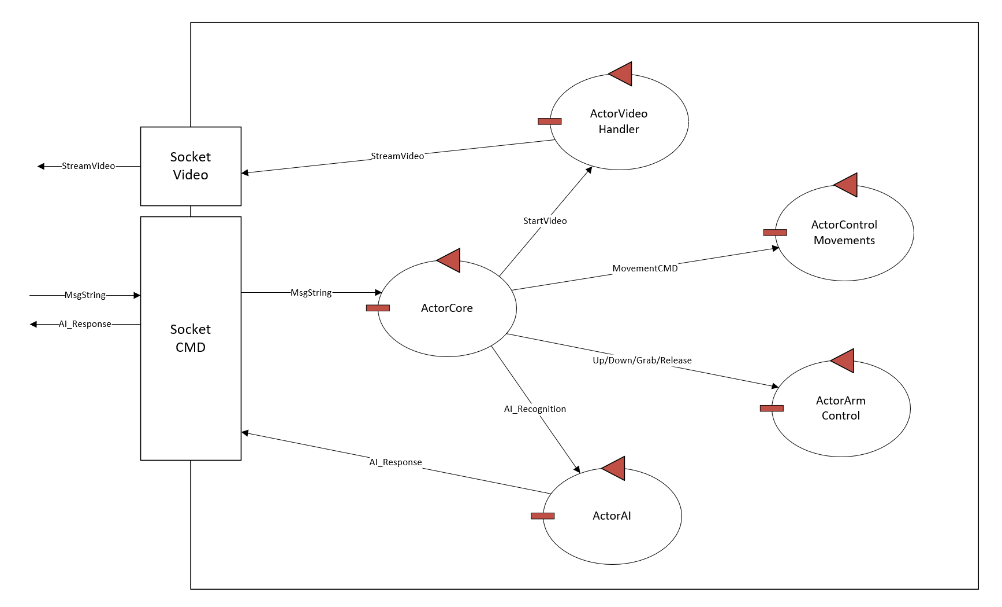 ActorVideo
Handler
StreamVideo
Socket
Video
StreamVideo
StartVideo
ActorControl
Movements
MovementCMD
MsgString
MsgString
ActorCore
AI_Response
Socket
CMD
Up/Down/Grab/Release
ActorArm
Control
AI_Recognition
AI_Response
ActorAI